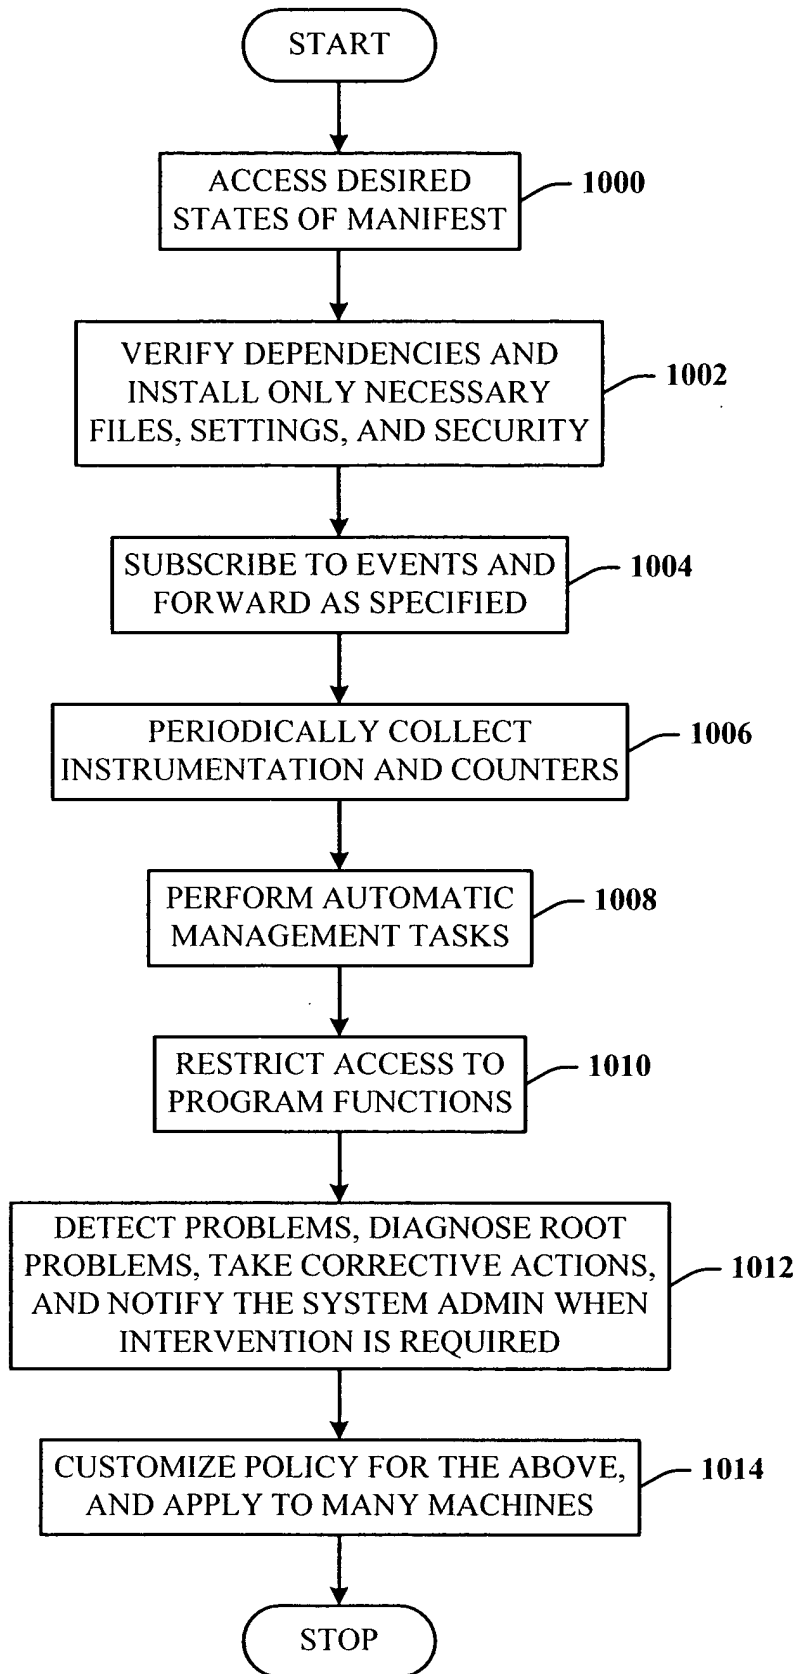 START
ACCESS DESIRED
STATES OF MANIFEST
1000
VERIFY DEPENDENCIES AND
INSTALL ONLY NECESSARY
FILES, SETTINGS, AND SECURITY
1002
SUBSCRIBE TO EVENTS AND
FORWARD AS SPECIFIED
1004
PERIODICALLY COLLECT
INSTRUMENTATION AND COUNTERS
1006
PERFORM AUTOMATIC
MANAGEMENT TASKS
1008
RESTRICT ACCESS TO
PROGRAM FUNCTIONS
1010
DETECT PROBLEMS, DIAGNOSE ROOT
PROBLEMS, TAKE CORRECTIVE ACTIONS,
AND NOTIFY THE SYSTEM ADMIN WHEN
INTERVENTION IS REQUIRED
1012
CUSTOMIZE POLICY FOR THE ABOVE,
AND APPLY TO MANY MACHINES
1014
STOP